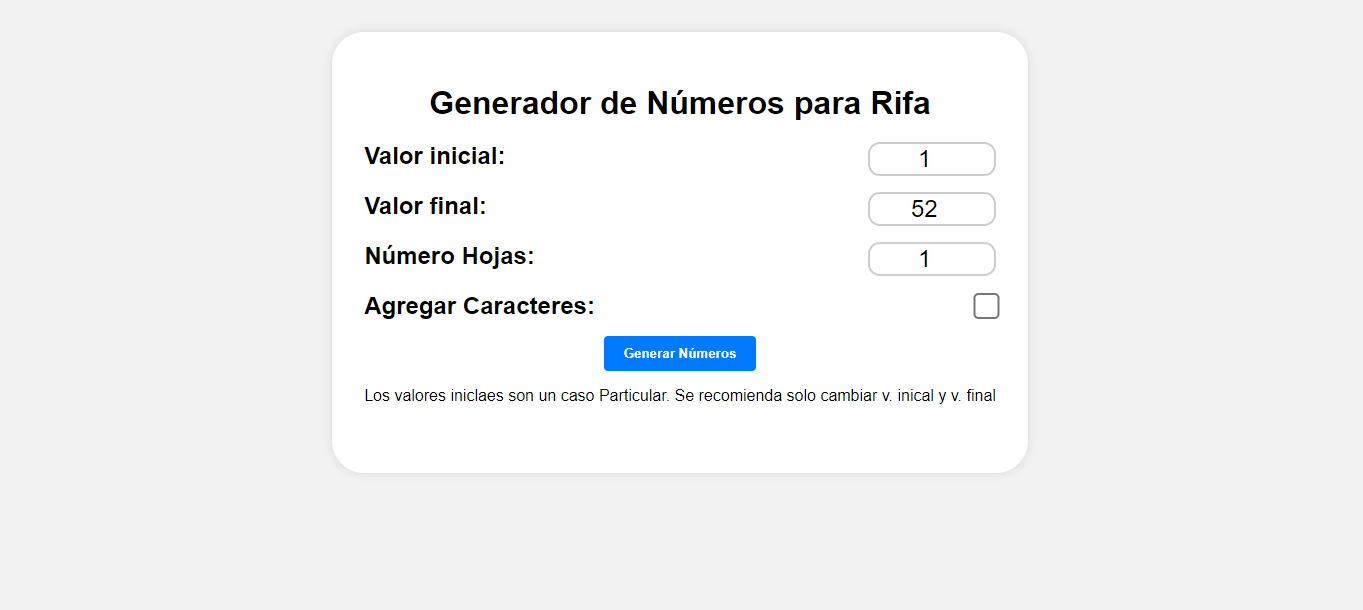 Generador de Números para Rifa
Valor inicial: 1
Valor final: 52
Número Hojas: 1
Agregar Caracteres:
Generar Números
Los valores iniclaes son un caso Particular. Se recomienda solo cambiar v. inical y v. final